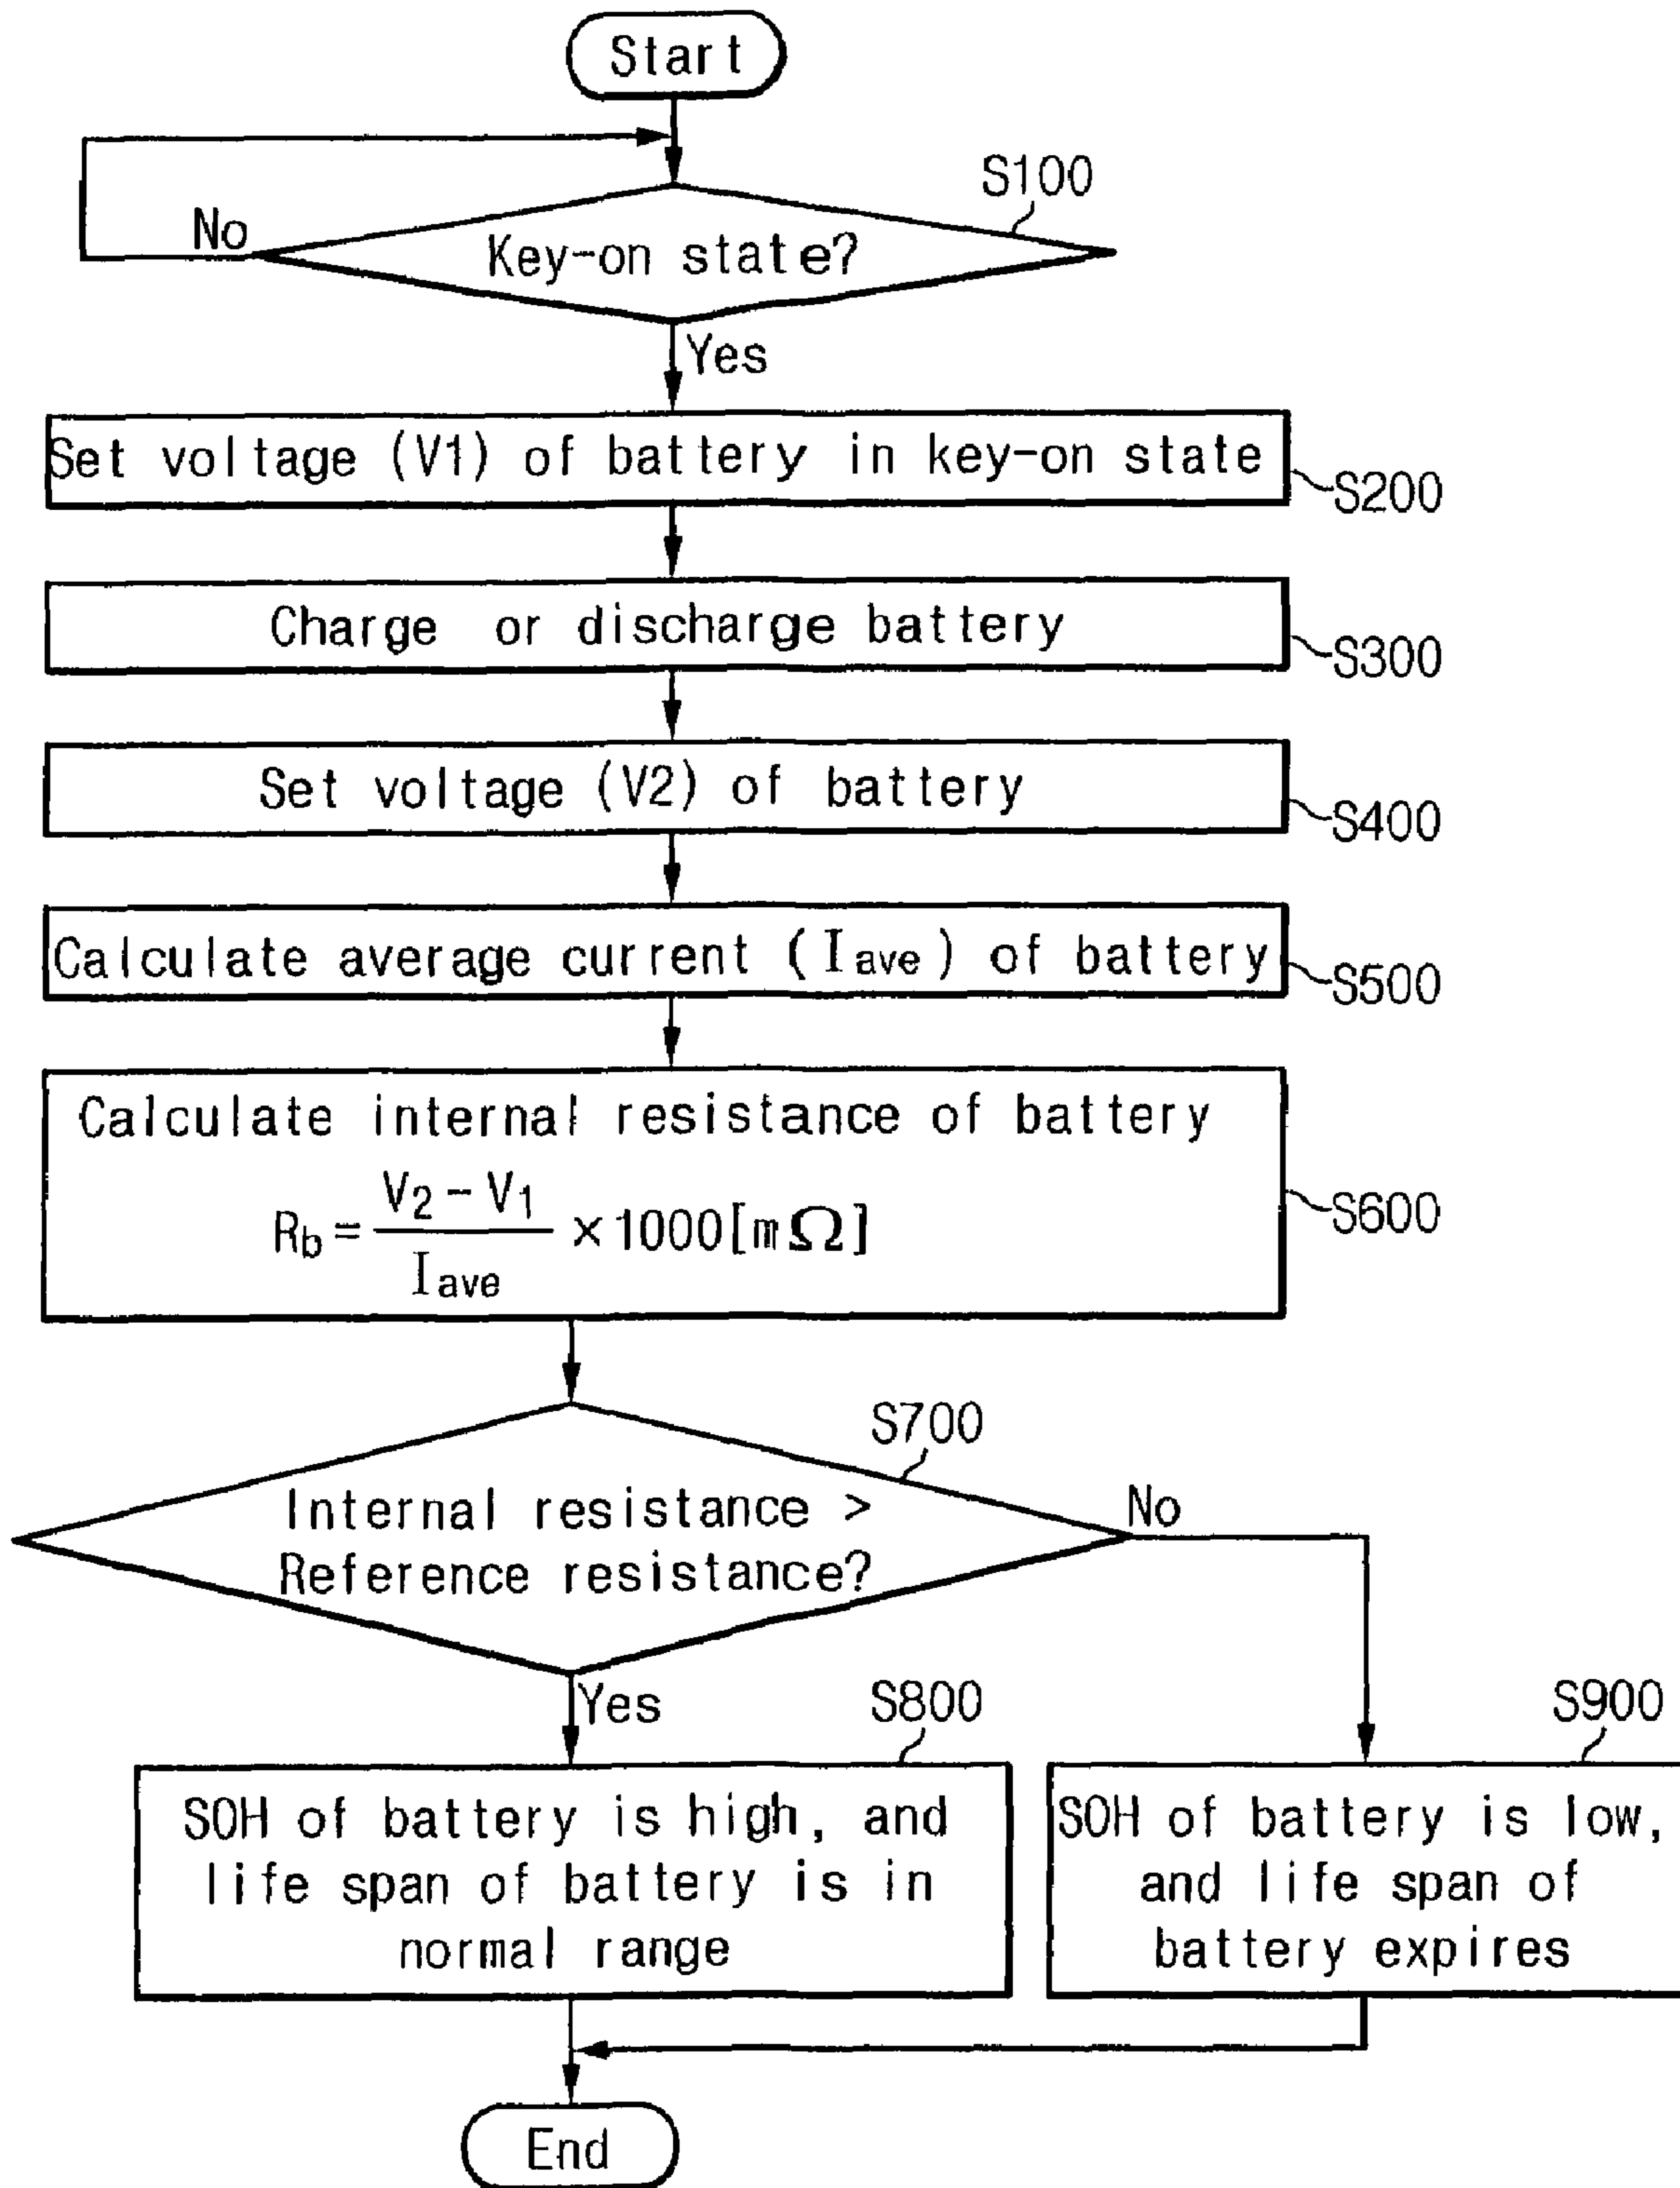 Start
S100
No
Key-on state?
Yes
Set voltage (V1) of battery in key-on state
S200
Charge or discharge battery
S300
Set voltage (V2) of battery
S400
Calculate average current (Iave) of battery
S500
Calculate internal resistance of battery
Rb = (V2 - V1) / Iave × 1000 [mΩ]
S600
S700
Internal resistance >
Reference resistance?
No
Yes
S800
S900
SOH of battery is high, and
life span of battery is in
normal range
SOH of battery is low,
and life span of
battery expires
End